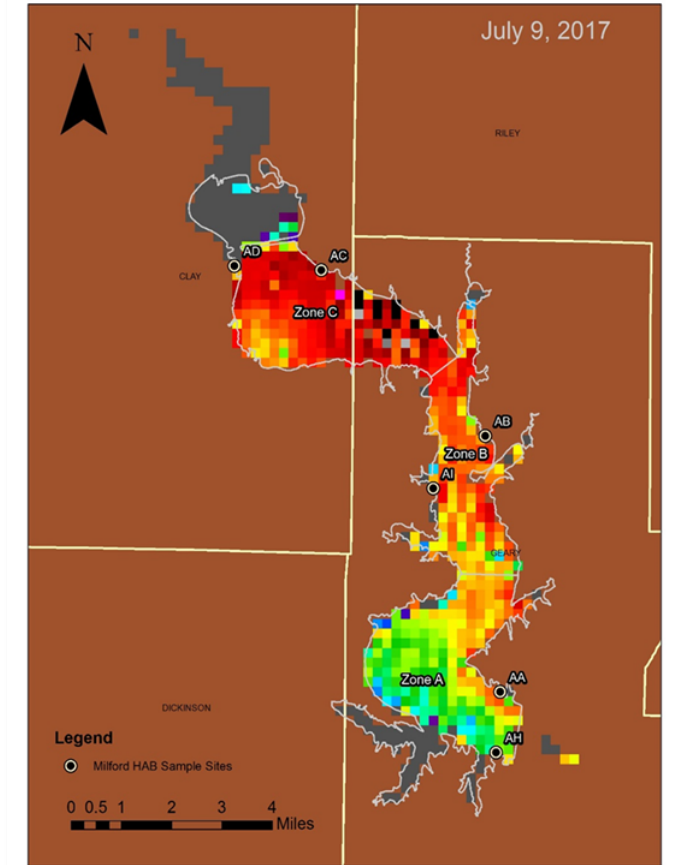 July 9, 2017
N
RILEY
AD
AC
CLAY
Zone C
AB
Zone B
AI
GEARY
Zone A
AA
DICKINSON
Legend
AH
Milford HAB Sample Sites
0 0.5 1 2 3 4
Miles